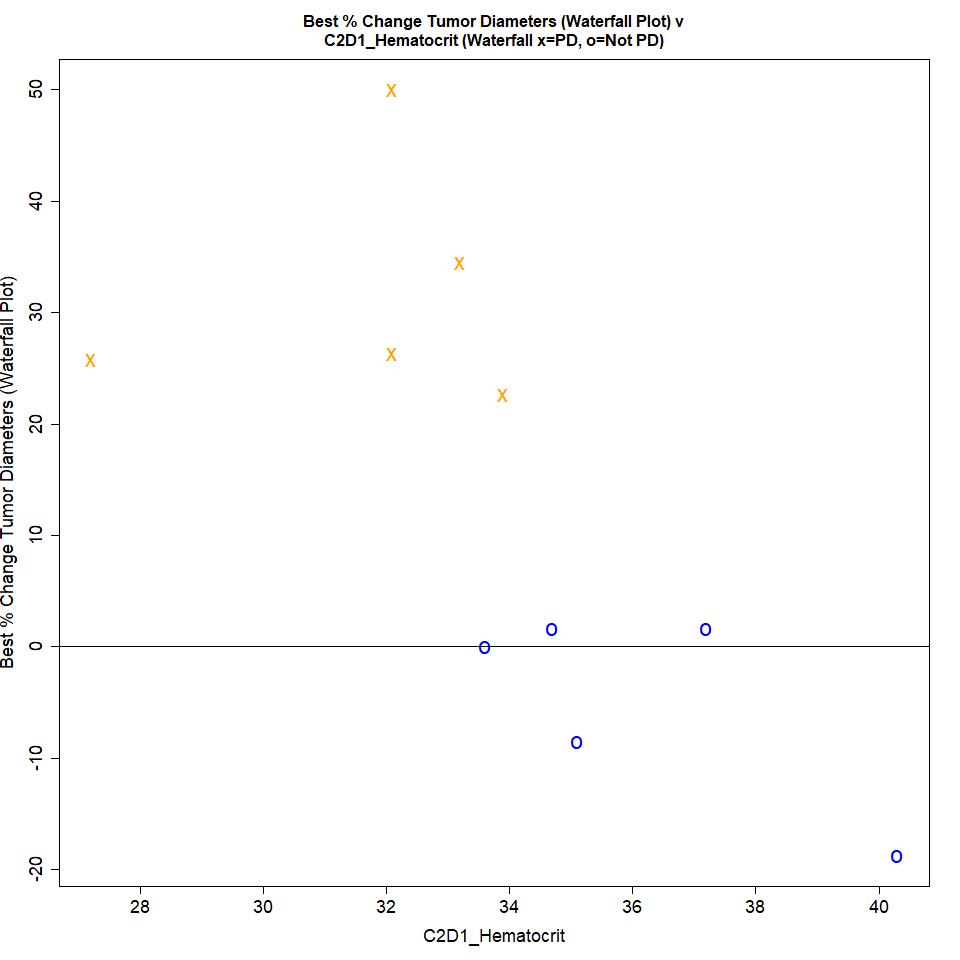 Best % Change Tumor Diameters (Waterfall Plot) v
C2D1_Hematocrit (Waterfall x=PD, o=Not PD)
Best % Change Tumor Diameters (Waterfall Plot)
50
40
30
20
10
0
-10
-20
X
X
X
X
X
O
O
O
O
O
28 30 32 34 36 38 40
C2D1_Hematocrit